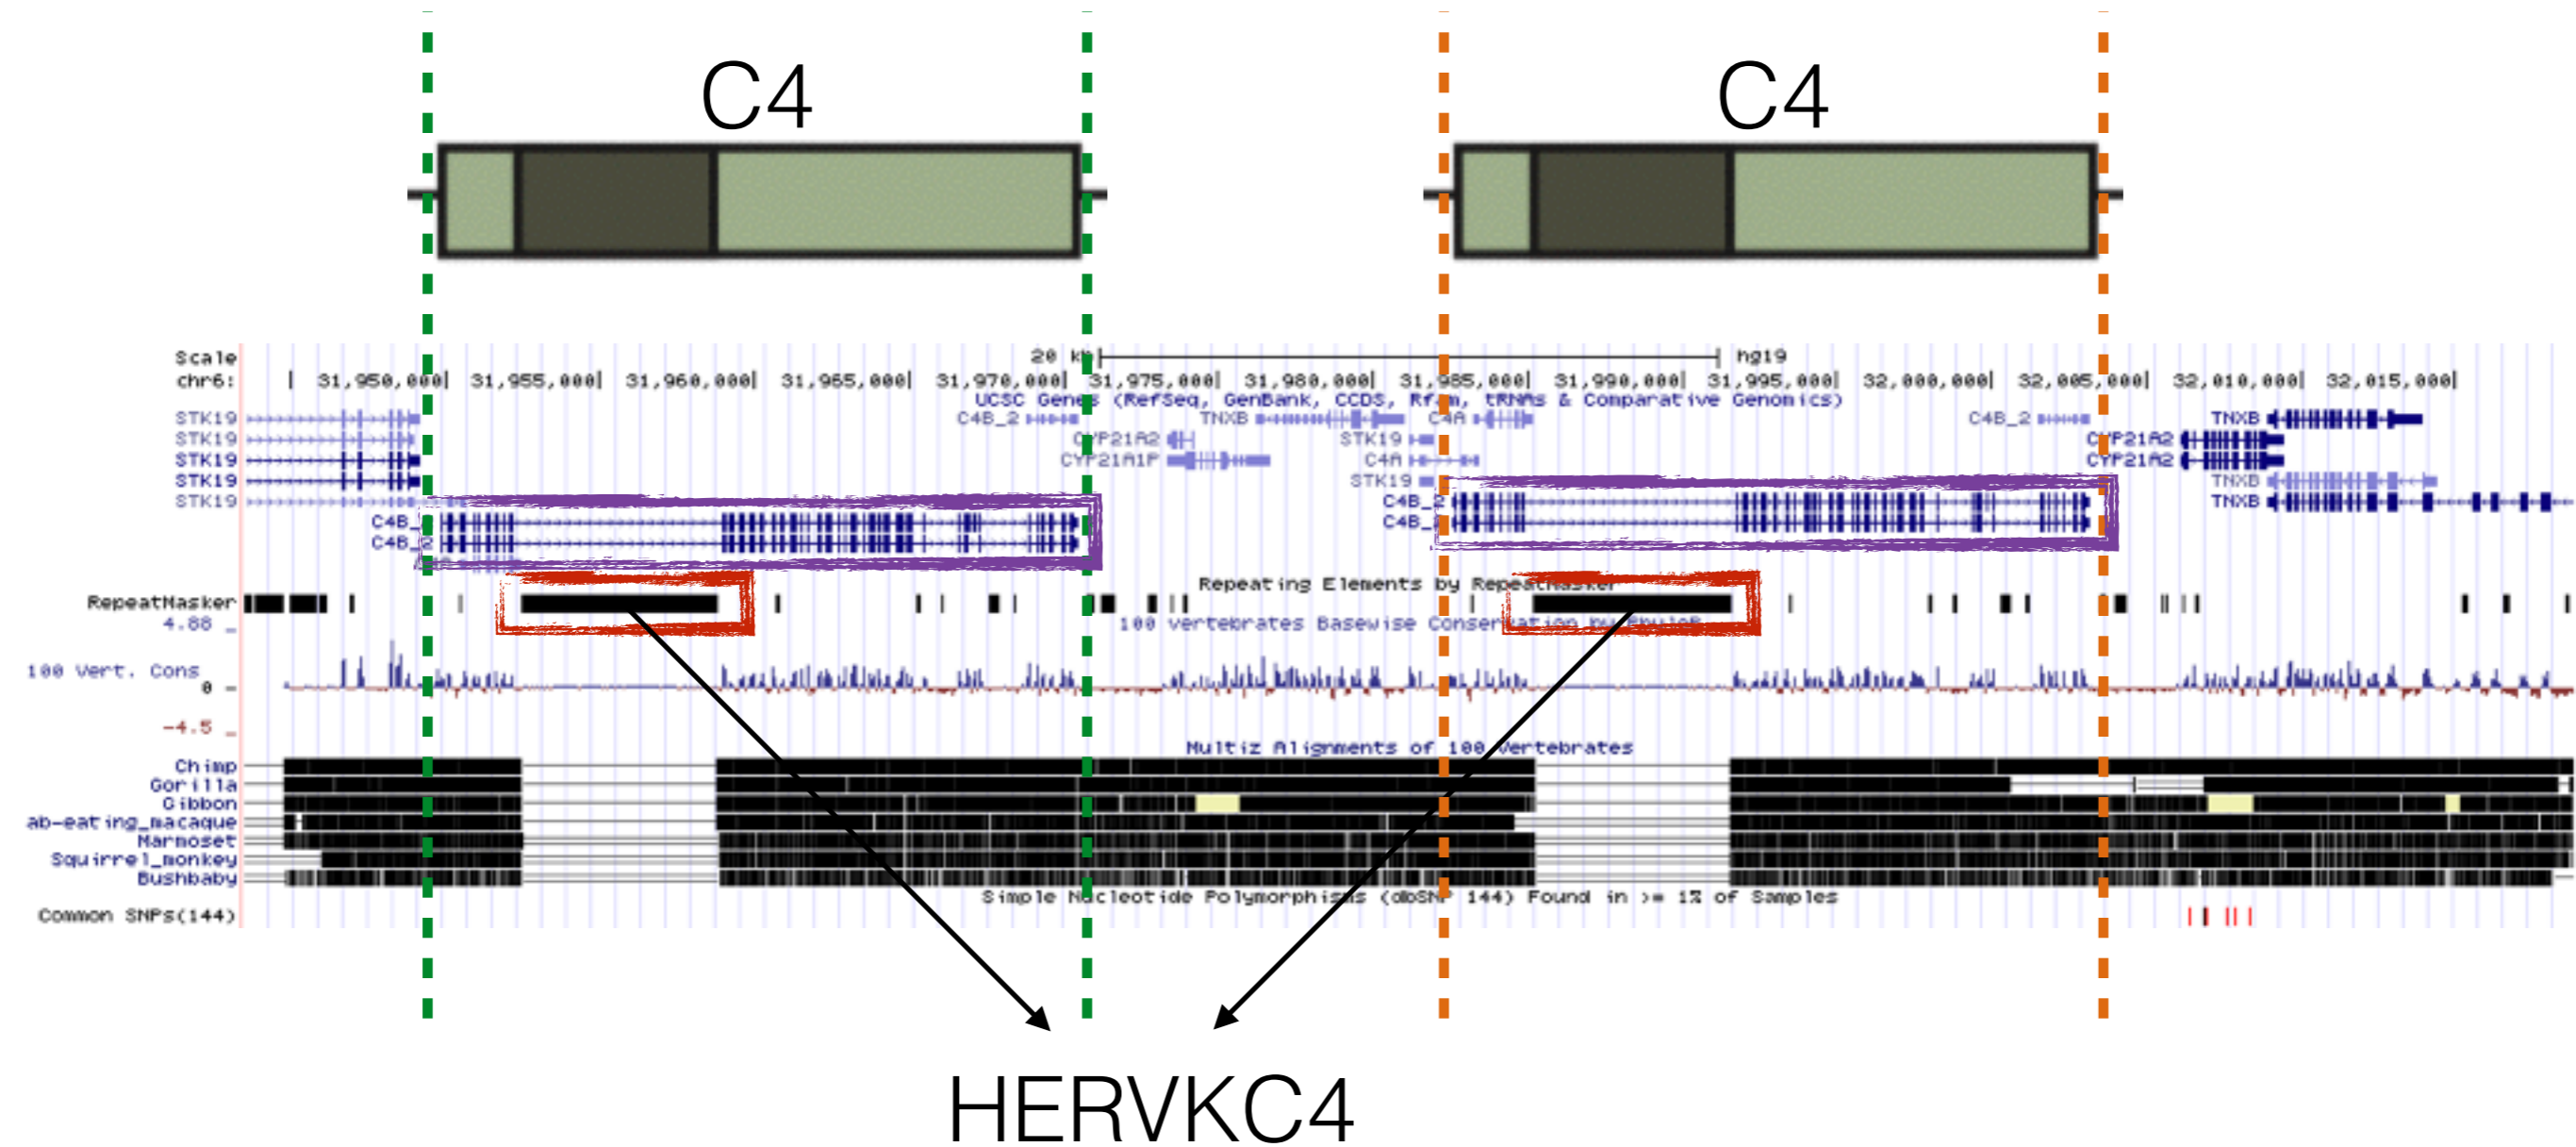 C4 C4
Scale 20 kb hg19
chr6: 31,950,000 31,955,000 31,960,000 31,965,000 31,970,000 31,975,000 31,980,000 31,985,000 31,990,000 31,995,000 32,000,000 32,005,000 32,010,000 32,015,000
UCSC Genes (RefSeq, GenBank, CCDS, Rfam, tRNAs & Comparative Genomics)
STK19 C4B_2 TNXB C4A C4B_2 TNXB
STK19 CYP21A2 STK19 CYP21A2
STK19 CYP21A1P C4A CYP21A2
STK19 STK19 TNXB
STK19 C4B_2 TNXB
C4B_2 C4B_2
C4B_2
Repeating Elements by RepeatMasker
RepeatMasker
4.88
100 vertebrates Basewise Conservation by PhyloP
100 Vert. Cons
0
-4.5
Multiz Alignments of 100 Vertebrates
Chimp
Gorilla
Gibbon
ab-eating_macaque
Marmoset
Squirrel_monkey
Bushbaby
Simple Nucleotide Polymorphisms (dbSNP 144) Found in >= 1% of Samples
Common SNPs(144)
HERVKC4